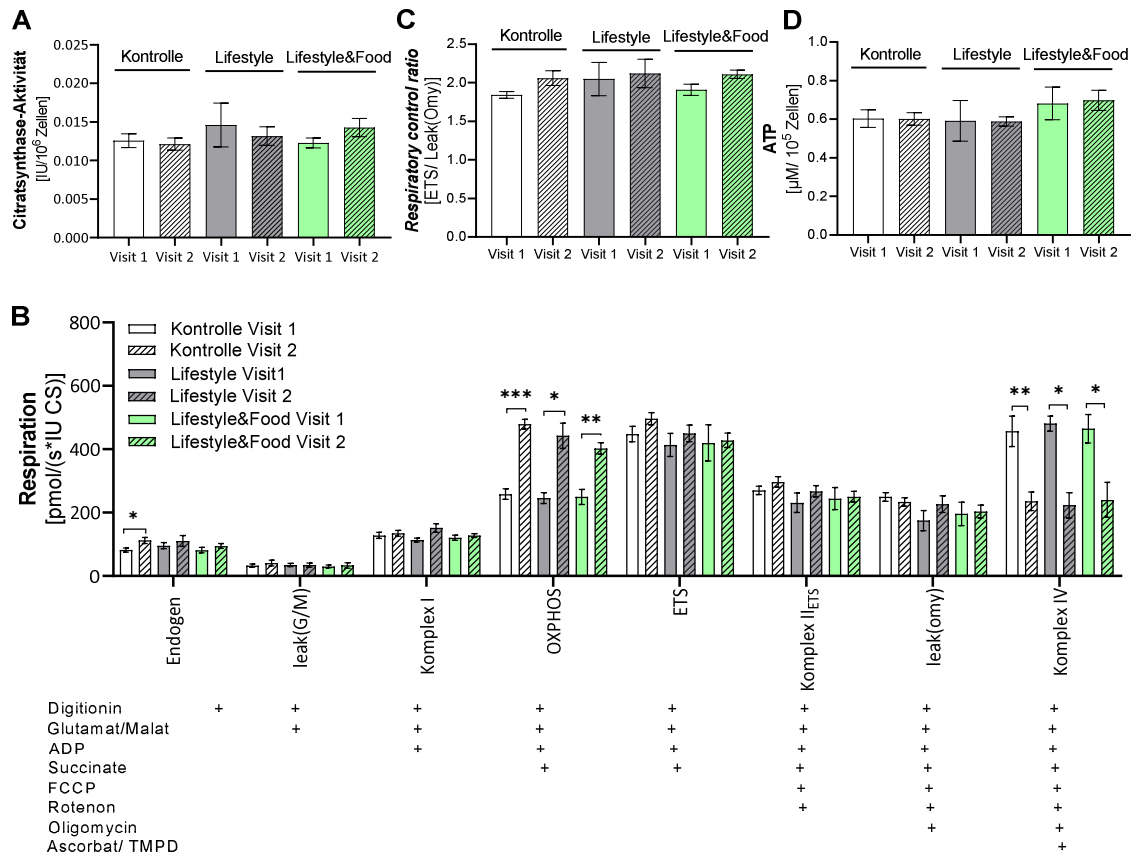 A
Citratsynthase-Aktivität
[IU/10⁶ Zellen]
0.025
0.020
0.015
0.010
0.005
0.000
Kontrolle
Lifestyle
Lifestyle&Food
Visit 1 Visit 2 Visit 1 Visit 2 Visit 1 Visit 2
C
Respiratory control ratio
[ETS/ Leak(Omy)]
2.5
2.0
1.5
1.0
0.5
0.0
Kontrolle
Lifestyle
Lifestyle&Food
Visit 1 Visit 2 Visit 1 Visit 2 Visit 1 Visit 2
D
ATP
[µM/ 10⁵ Zellen]
1.0
0.8
0.6
0.4
0.2
0.0
Kontrolle
Lifestyle
Lifestyle&Food
Visit 1 Visit 2 Visit 1 Visit 2 Visit 1 Visit 2
B
Respiration
[pmol/(s*IU CS)]
800
600
400
200
0
Kontrolle Visit 1
Kontrolle Visit 2
Lifestyle Visit1
Lifestyle Visit 2
Lifestyle&Food Visit 1
Lifestyle&Food Visit 2
*
***
*
**
**
*
*
Endogen
leak(G/M)
Komplex I
OXPHOS
ETS
Komplex II_ETS
leak(omy)
Komplex IV
Digitionin + + + + + + + +
Glutamat/Malat + + + + + + +
ADP + + + + + +
Succinate + + + + +
FCCP + + +
Rotenon + + +
Oligomycin + +
Ascorbat/ TMPD +